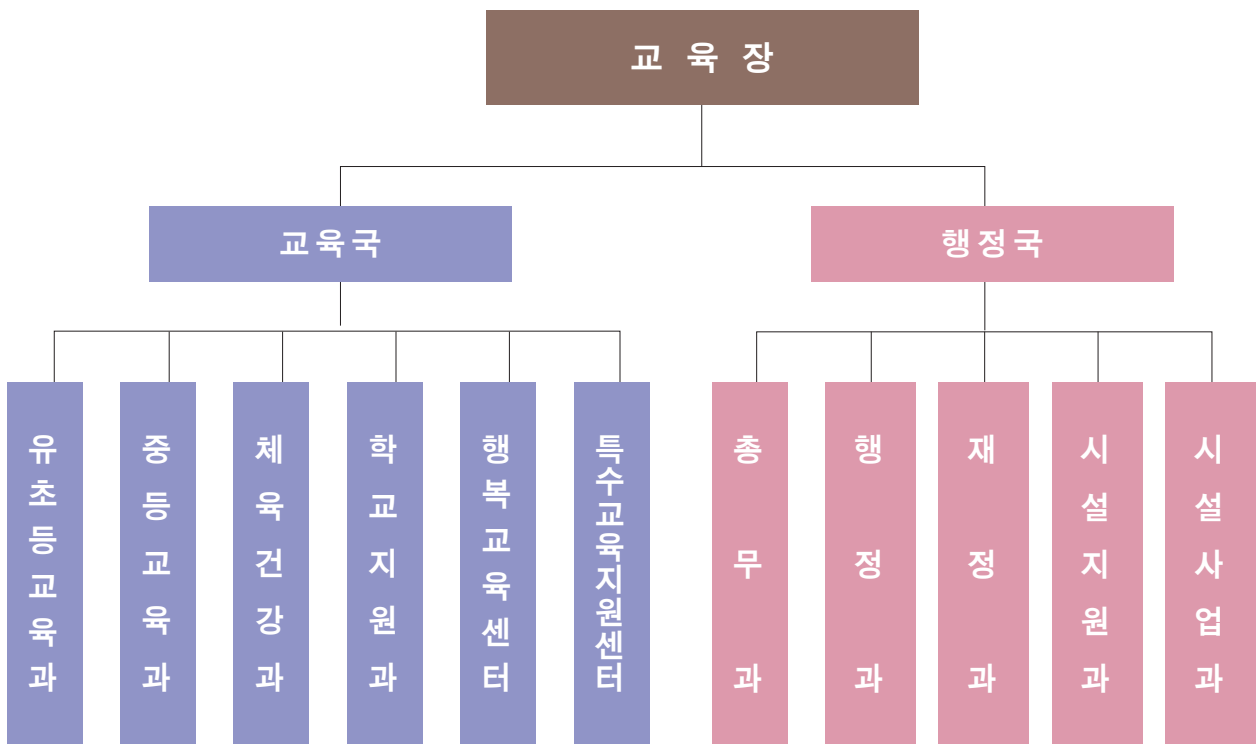 교 육 장
교육국
행정국
유초등교육과
중등교육과
체육건강과
학교지원과
행복교육센터
특수교육지원센터
총무과
행정과
재정과
시설지원과
시설사업과